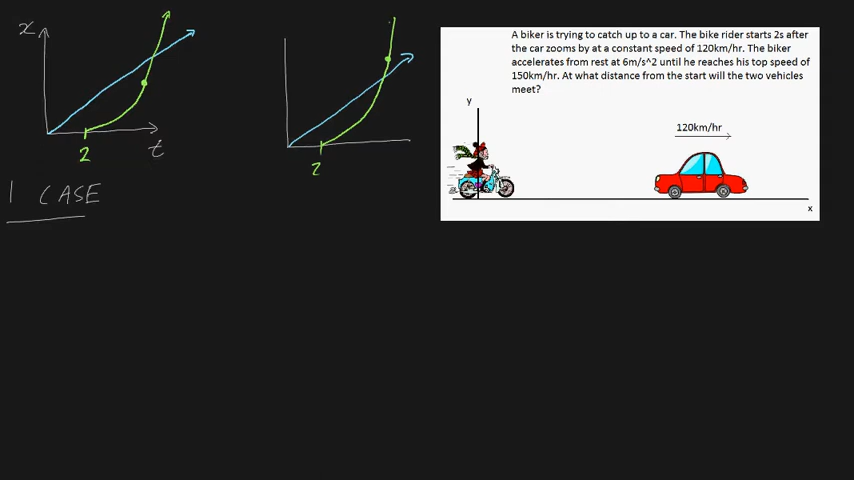 x
2
t
2
1 CASE
A biker is trying to catch up to a car. The bike rider starts 2s after
the car zooms by at a constant speed of 120km/hr. The biker
accelerates from rest at 6m/s^2 until he reaches his top speed of
150km/hr. At what distance from the start will the two vehicles
meet?
y
120km/hr
x